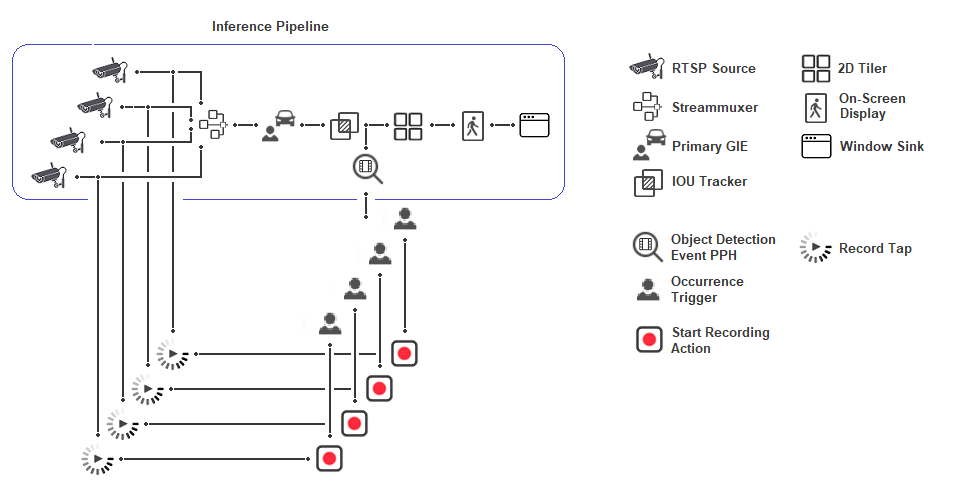 Inference Pipeline
RTSP Source
2D Tiler
Streammuxer
On-Screen
Display
Primary GIE
Window Sink
IOU Tracker
Object Detection
Event PPH
Record Tap
Occurrence
Trigger
Start Recording
Action